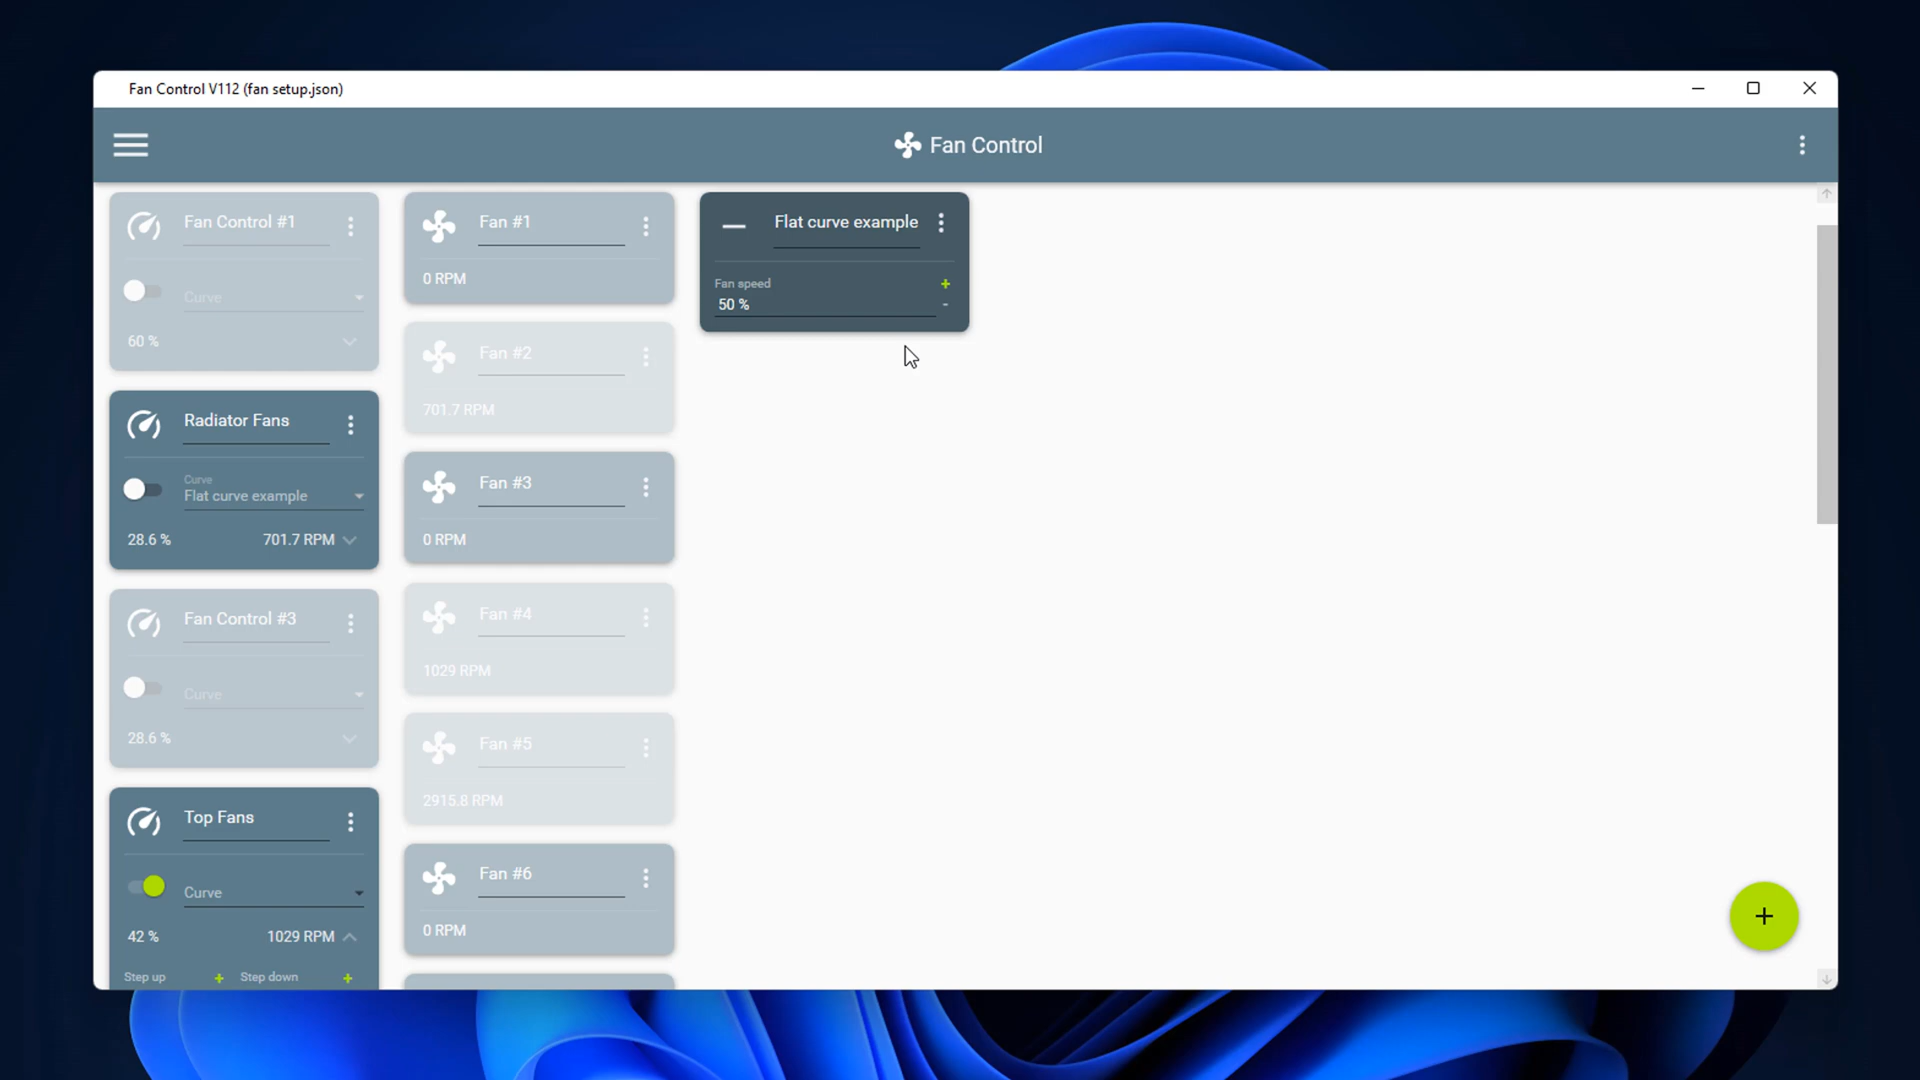 Fan Control V112 (fan setup.json)
Fan Control
Fan Control #1
Curve
60 %
Radiator Fans
Curve
Flat curve example
28.6 %
701.7 RPM
Fan Control #3
Curve
28.6 %
Top Fans
Curve
42 %
1029 RPM
Step up
+
Step down
+
Fan #1
0 RPM
Fan #2
701.7 RPM
Fan #3
0 RPM
Fan #4
1029 RPM
Fan #5
2915.8 RPM
Fan #6
0 RPM
Flat curve example
Fan speed
+
50 %
-
+